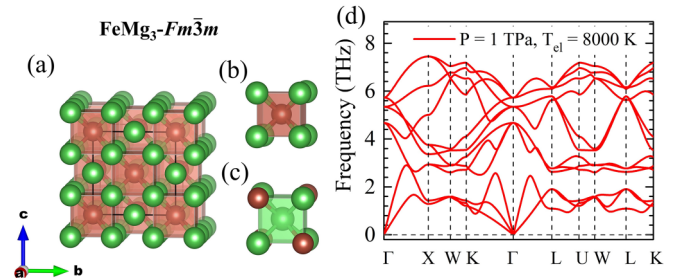 FeMg₃-Fm3̅m
(a)
(b)
(c)
c
a
b
(d)
P = 1 TPa, Tₑₗ = 8000 K
Frequency (THz)
8
6
4
2
0
Γ X W K Γ L U W L K